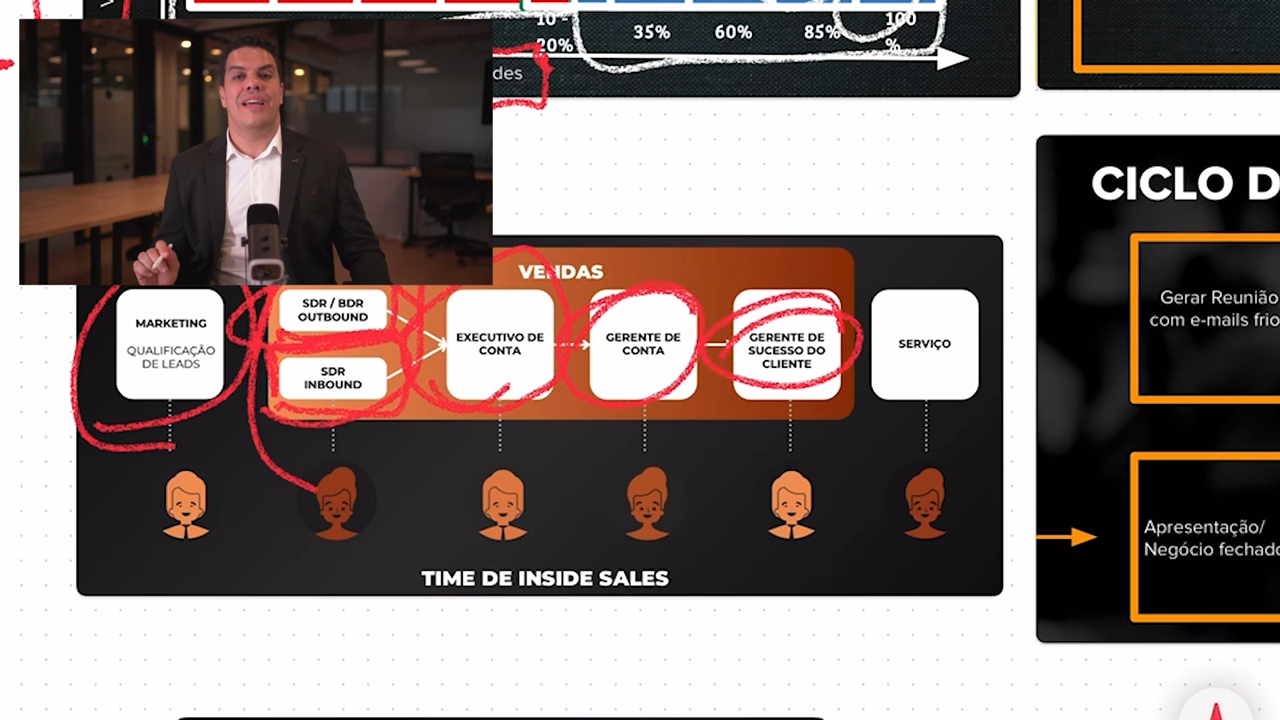 10 -
20%
35%
60%
85%
100
%
des
CICLO D
VENDAS
MARKETING
QUALIFICAÇÃO
DE LEADS
SDR / BDR
OUTBOUND
SDR
INBOUND
EXECUTIVO DE
CONTA
GERENTE DE
CONTA
GERENTE DE
SUCESSO DO
CLIENTE
SERVIÇO
TIME DE INSIDE SALES
Gerar Reunião
com e-mails frio
Apresentação/
Negócio fechad